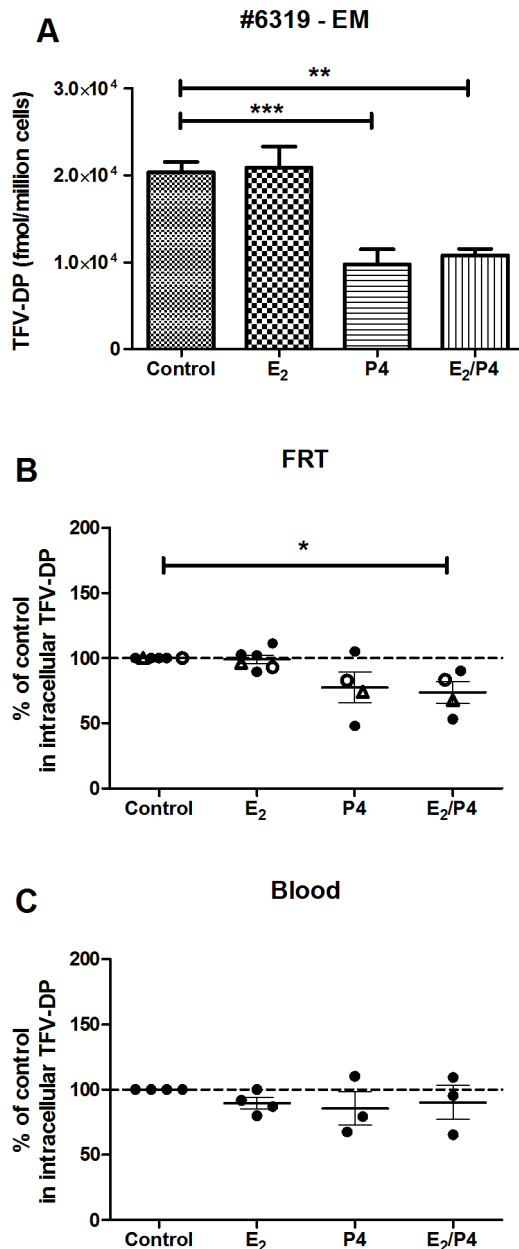 A
#6319 - EM
TFV-DP (fmol/million cells)
3.0×10⁴
2.0×10⁴
1.0×10⁴
0
**
***
Control E₂ P4 E₂/P4
B
FRT
% of control
in intracellular TFV-DP
200
150
100
50
0
*
Control E₂ P4 E₂/P4
C
Blood
% of control
in intracellular TFV-DP
200
150
100
50
0
Control E₂ P4 E₂/P4